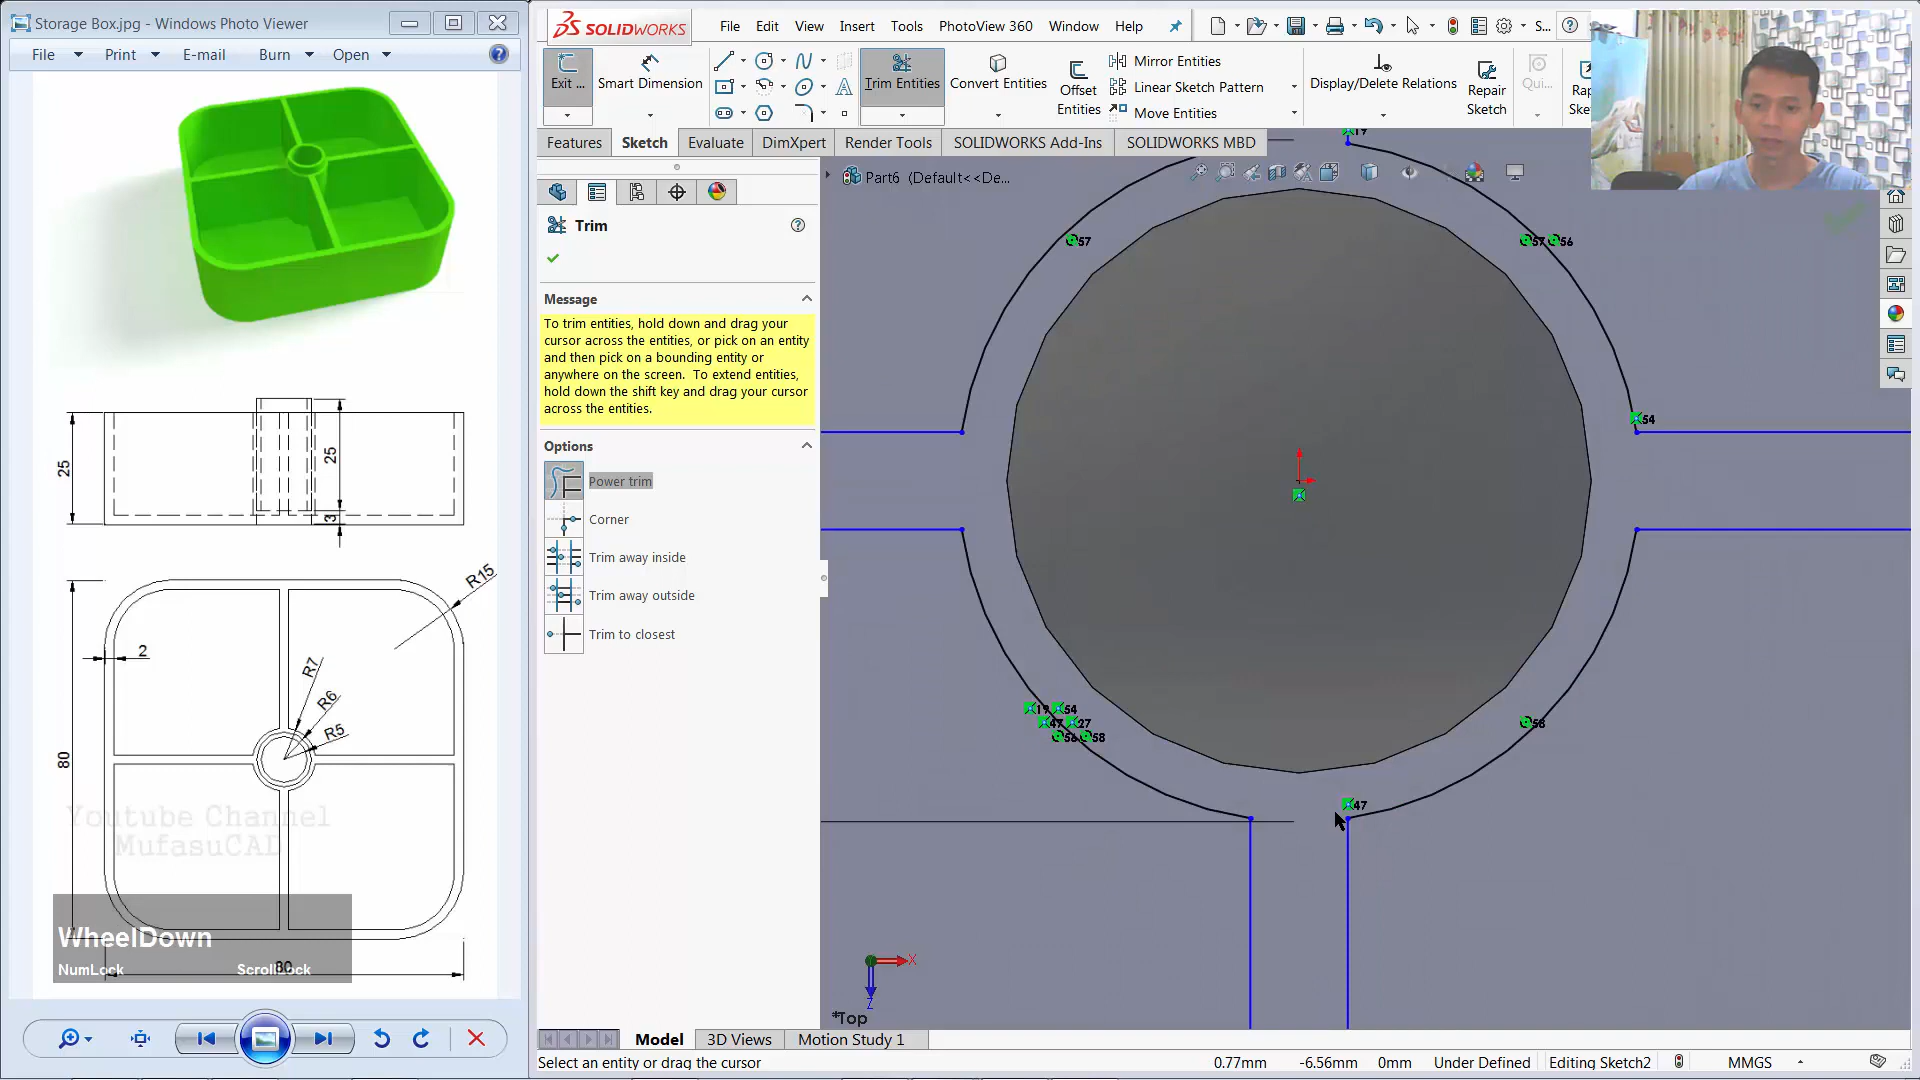 Storage Box.jpg - Windows Photo Viewer
File Print E-mail Burn Open
25
25
3
R15
2
R7
R6
R5
80
Youtube Channel
MufasuCAD
WheelDown
NumLock ScrollLock
80
SOLIDWORKS
File Edit View Insert Tools PhotoView 360 Window Help
S...
Exit ...
Smart Dimension
Trim Entities
Convert Entities
Offset Entities
Mirror Entities
Linear Sketch Pattern
Move Entities
Display/Delete Relations
Repair Sketch
Qui...
Features Sketch Evaluate DimXpert Render Tools SOLIDWORKS Add-Ins SOLIDWORKS MBD
Part6 (Default<<De...
Trim
Message
To trim entities, hold down and drag your
cursor across the entities, or pick on an entity
and then pick on a bounding entity or
anywhere on the screen. To extend entities,
hold down the shift key and drag your cursor
across the entities.
Options
Power trim
Corner
Trim away inside
Trim away outside
Trim to closest
19
57
57 56
54
19 54
47 27
56 58
58
47
X
Z
*Top
Model 3D Views Motion Study 1
Select an entity or drag the cursor
0.77mm -6.56mm 0mm Under Defined Editing Sketch2 MMGS